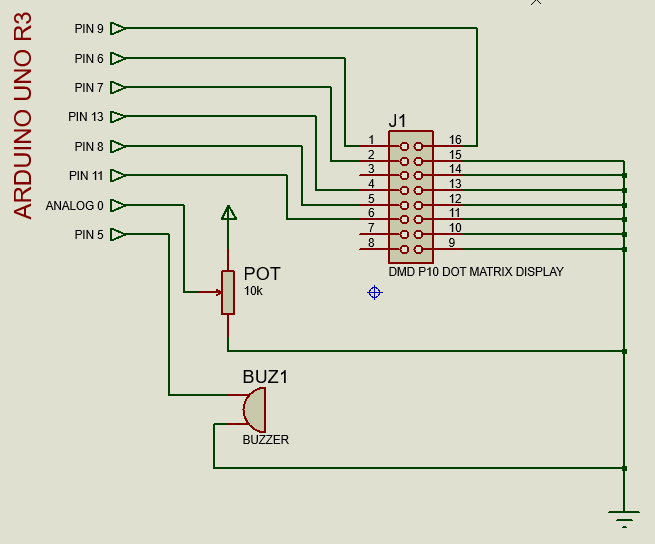 ARDUINO UNO R3
PIN 9
PIN 6
PIN 7
PIN 13
PIN 8
PIN 11
ANALOG 0
PIN 5
J1
1 16
2 15
3 14
4 13
5 12
6 11
7 10
8 9
DMD P10 DOT MATRIX DISPLAY
POT
10k
BUZ1
BUZZER